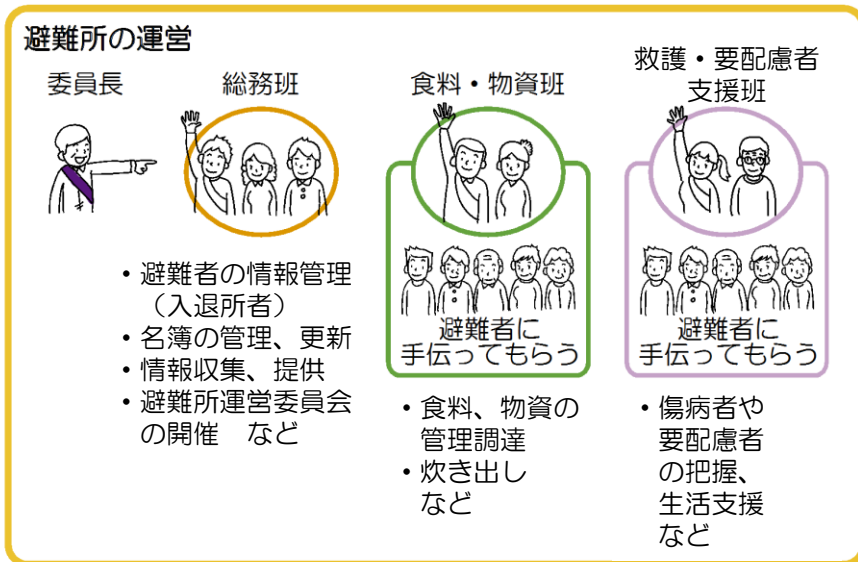 避難所の運営
委員長
総務班
食料・物資班
救護・要配慮者
支援班
・避難者の情報管理
（入退所者）
・名簿の管理、更新
・情報収集、提供
・避難所運営委員会
の開催　など
避難者に
手伝ってもらう
・食料、物資の
管理調達
・炊き出し
など
避難者に
手伝ってもらう
・傷病者や
要配慮者
の把握、
生活支援
など